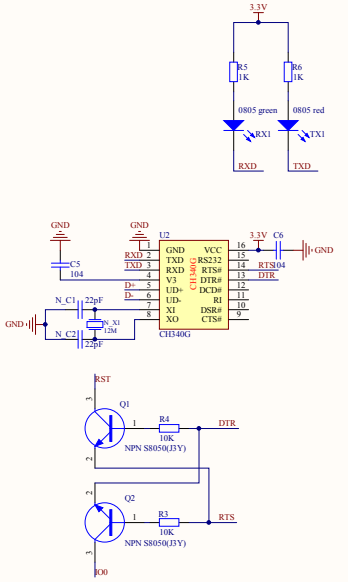 3.3V
R5
1K
R6
1K
0805 green
0805 red
RX1
TX1
RXD
TXD
GND
GND
U2
3.3V
C6
GND
C5
104
RXD
TXD
D+
D-
1
2
3
4
5
6
7
8
GND
TXD
RXD
V3
UD+
UD-
XI
XO
CH340G
VCC
RS232
RTS#
DTR#
DCD#
RI
DSR#
CTS#
16
15
14
13
12
11
10
9
RTS
104
DTR
CH340G
N_C1
22pF
GND
N_X1
12M
N_C2
22pF
RST
3
Q1
1
R4
10K
DTR
NPN S8050(J3Y)
2
2
Q2
1
R3
10K
RTS
NPN S8050(J3Y)
3
IO0